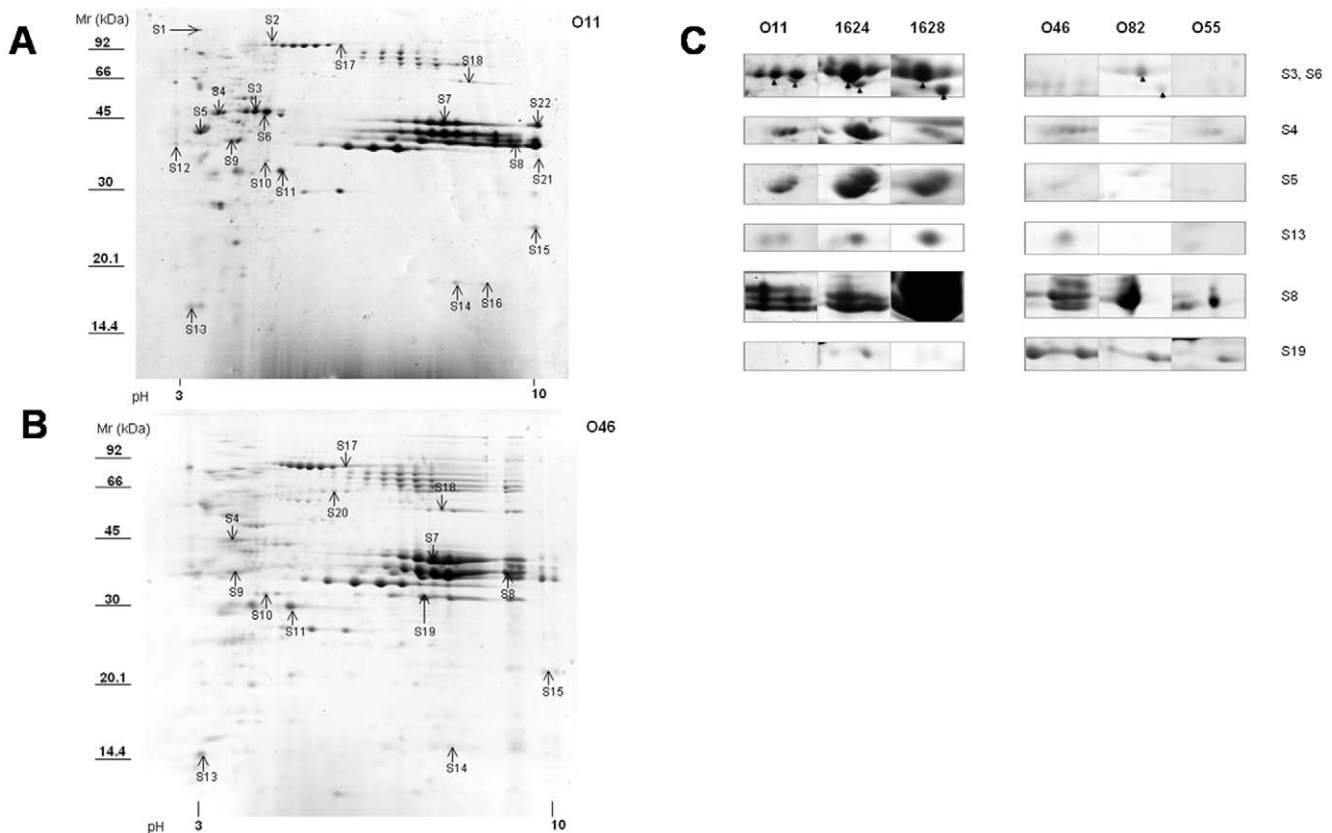 A
Mr (kDa)
O11
S1
S2
92
S17
S18
66
S4
S3
S7
S22
S5
45
S6
S9
S12
S10
S8
S11
S21
30
S15
20.1
S14
S16
S13
14.4
pH
3
10
B
Mr (kDa)
O46
S17
92
66
S20
S18
S4
45
S7
S9
S8
30
S10
S11
S19
20.1
S15
14.4
S13
S14
pH
3
10
C
O11 1624 1628 O46 O82 O55
S3, S6
S4
S5
S13
S8
S19